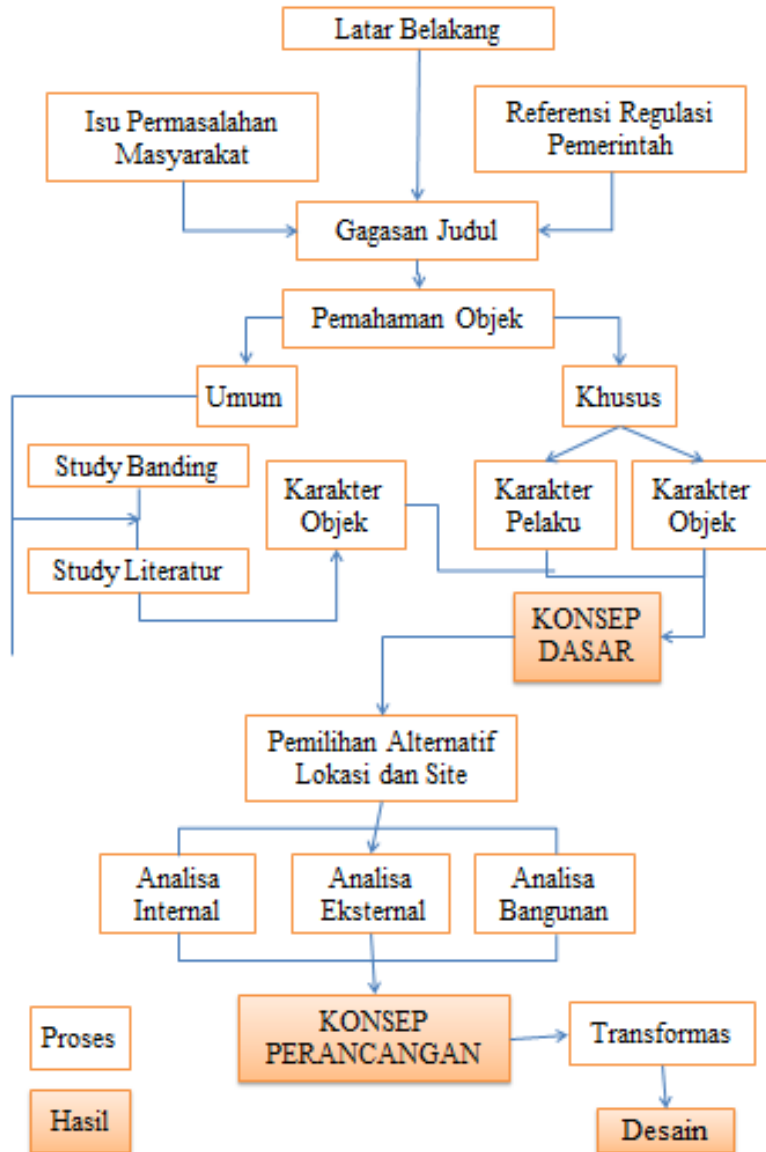 Latar Belakang
Isu Permasalahan
Masyarakat
Referensi Regulasi
Pemerintah
Gagasan Judul
Pemahaman Objek
Umum
Khusus
Study Banding
Study Literatur
Karakter
Objek
Karakter
Pelaku
Karakter
Objek
KONSEP
DASAR
Pemilihan Alternatif
Lokasi dan Site
Analisa
Internal
Analisa
Eksternal
Analisa
Bangunan
KONSEP
PERANCANGAN
Transformas
Desain
Proses
Hasil